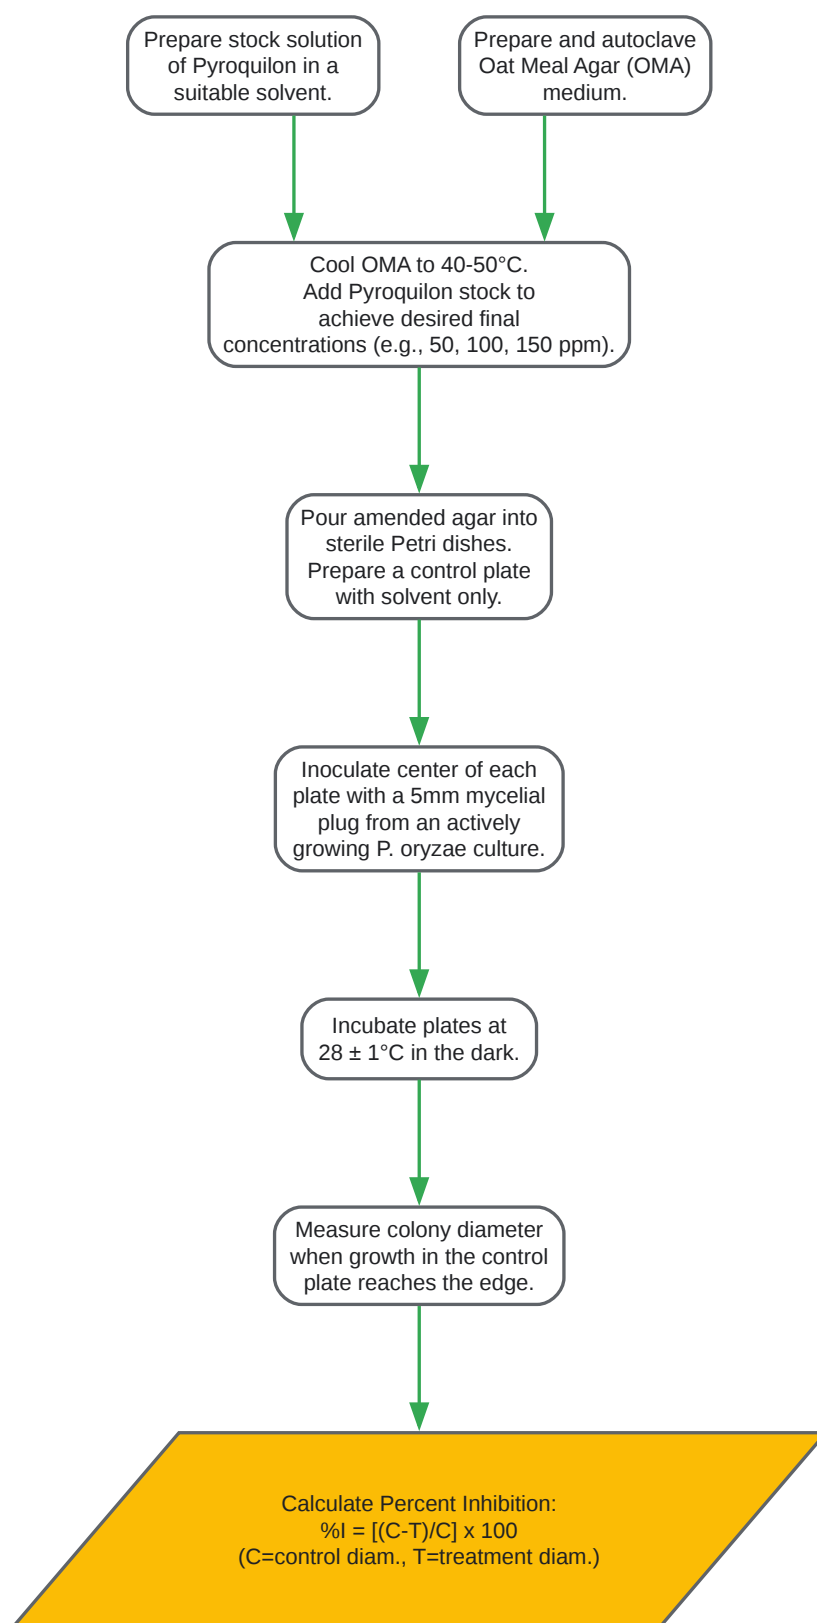 Prepare stock solution
of Pyroquilon in a
suitable solvent.
Prepare and autoclave
Oat Meal Agar (OMA)
medium.
Cool OMA to 40-50°C.
Add Pyroquilon stock to
achieve desired final
concentrations (e.g., 50, 100, 150 ppm).
Pour amended agar into
sterile Petri dishes.
Prepare a control plate
with solvent only.
Inoculate center of each
plate with a 5mm mycelial
plug from an actively
growing P. oryzae culture.
Incubate plates at
28 ± 1°C in the dark.
Measure colony diameter
when growth in the control
plate reaches the edge.
Calculate Percent Inhibition:
%I = [(C-T)/C] x 100
(C=control diam., T=treatment diam.)